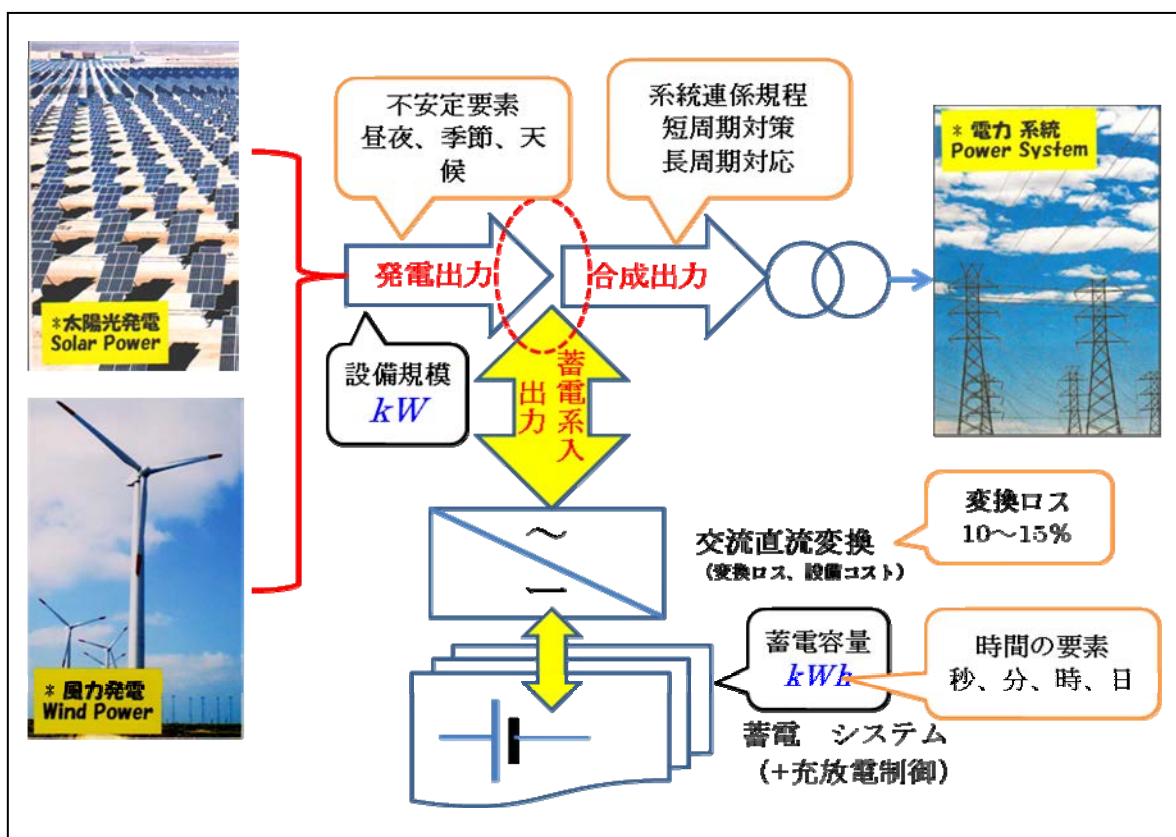 不安定要素
昼夜、季節、天
候
系統連係規程
短周期対策
長周期対応
* 電力 系統
Power System
発電出力
合成出力
*太陽光発電
Solar Power
設備規模
kW
蓄電系入
出力
* 風力発電
Wind Power
～
―
交流直流変換
(変換ロス、設備コスト)
変換ロス
10～15%
蓄電容量
kWh
時間の要素
秒、分、時、日
蓄電 システム
(+充放電制御)